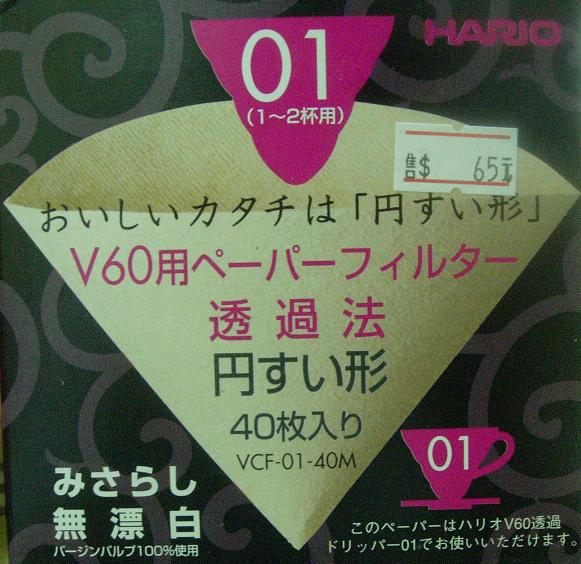 01
(1〜2杯用)
HARIO
售$ 65元
おいしいカタチは「円すい形」
V60用ペーパーフィルター
透過法
円すい形
40枚入り
VCF-01-40M
01
みさらし
無漂白
バージンパルプ100%使用
このペーパーはハリオV60透過
ドリッパー01でお使いいただけます。